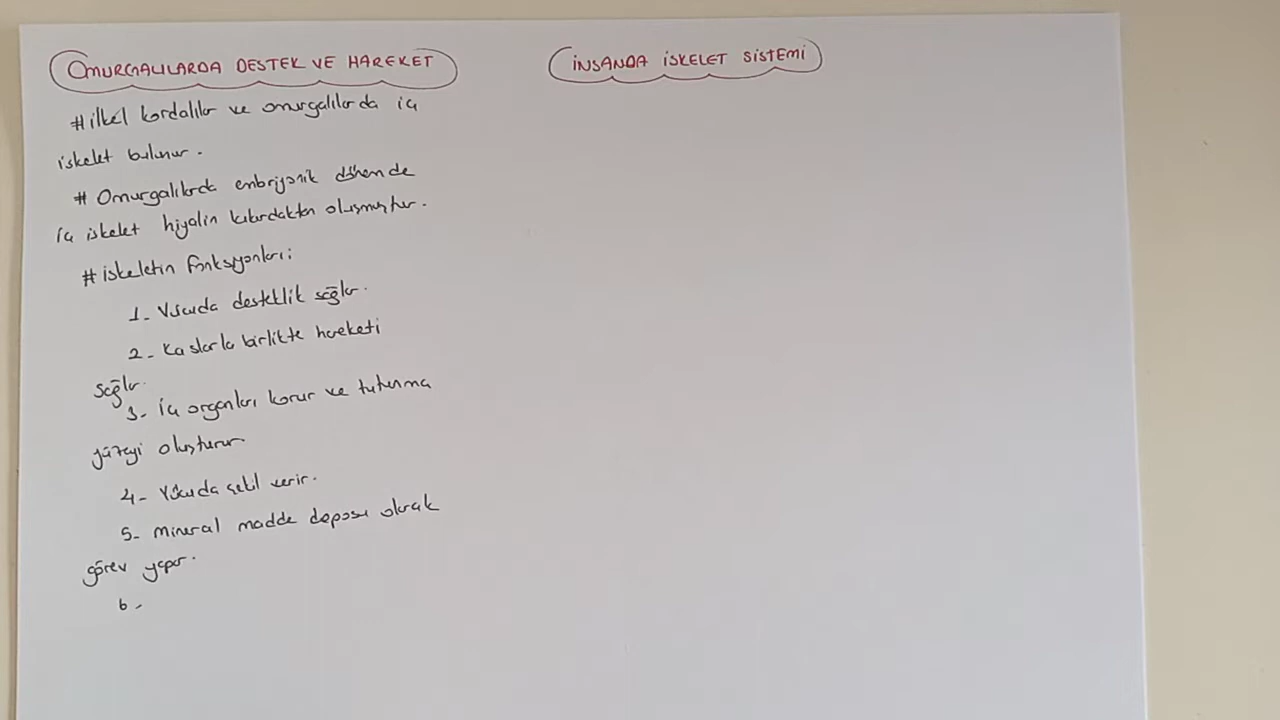 OMURGALILARDA DESTEK VE HAREKET
# ilkel kordalılar ve omurgalılarda iç
iskelet bulunur.
# Omurgalılarda embriyonik dönemde
iç iskelet hiyalin kıkırdaktan oluşmuştur.
# iskeletin fonksiyonları:
1- Vücuda desteklik sağlar.
2- Kaslarla birlikte hareketi
sağlar.
3- İç organları korur ve tutunma
yüzeyi oluşturur.
4- Vücuda şekil verir.
5- Mineral madde deposu olarak
görev yapar.
6-
İNSANDA İSKELET SİSTEMİ